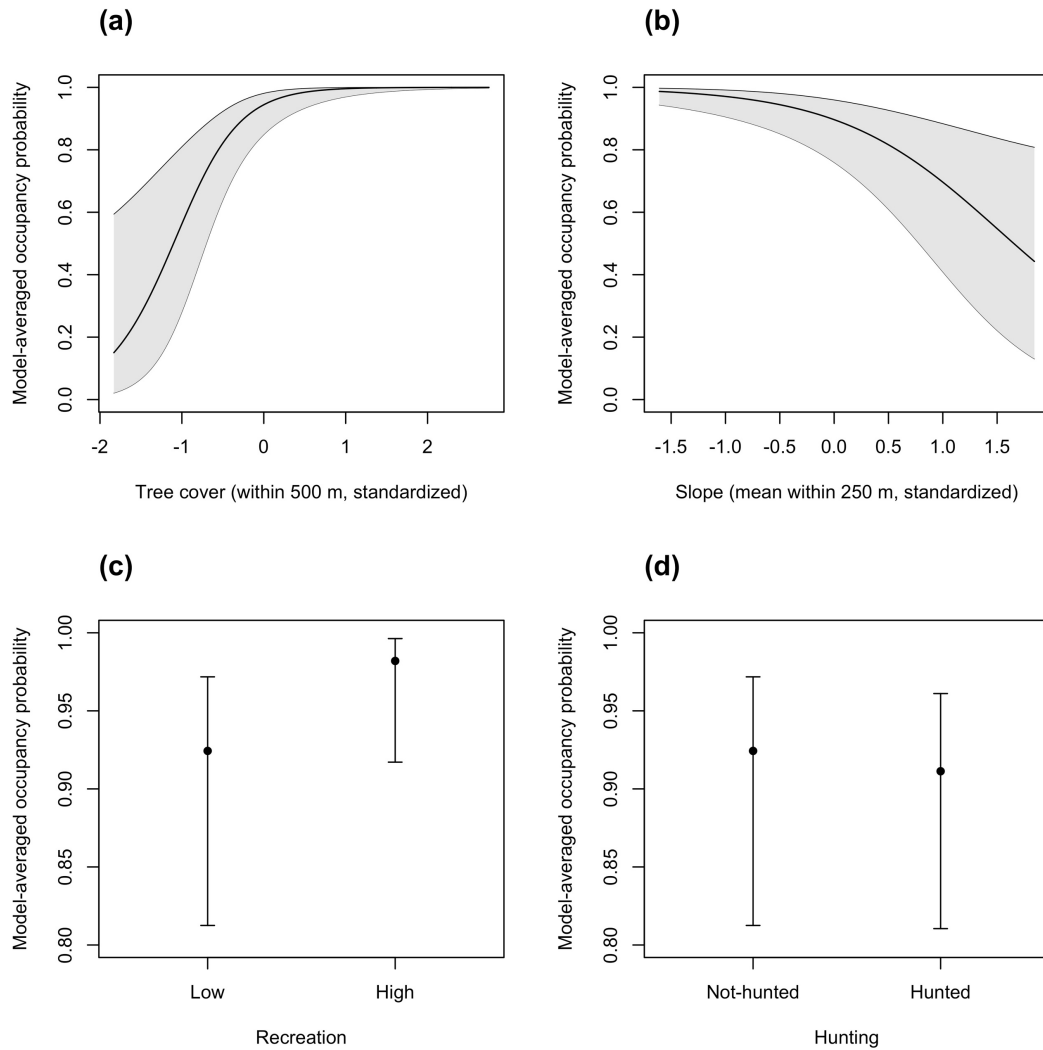 (a)
Model-averaged occupancy probability
1.0
0.8
0.6
0.4
0.2
0.0
-2 -1 0 1 2
Tree cover (within 500 m, standardized)
(b)
Model-averaged occupancy probability
1.0
0.8
0.6
0.4
0.2
0.0
-1.5 -1.0 -0.5 0.0 0.5 1.0 1.5
Slope (mean within 250 m, standardized)
(c)
Model-averaged occupancy probability
1.00
0.95
0.90
0.85
0.80
Low High
Recreation
(d)
Model-averaged occupancy probability
1.00
0.95
0.90
0.85
0.80
Not-hunted Hunted
Hunting